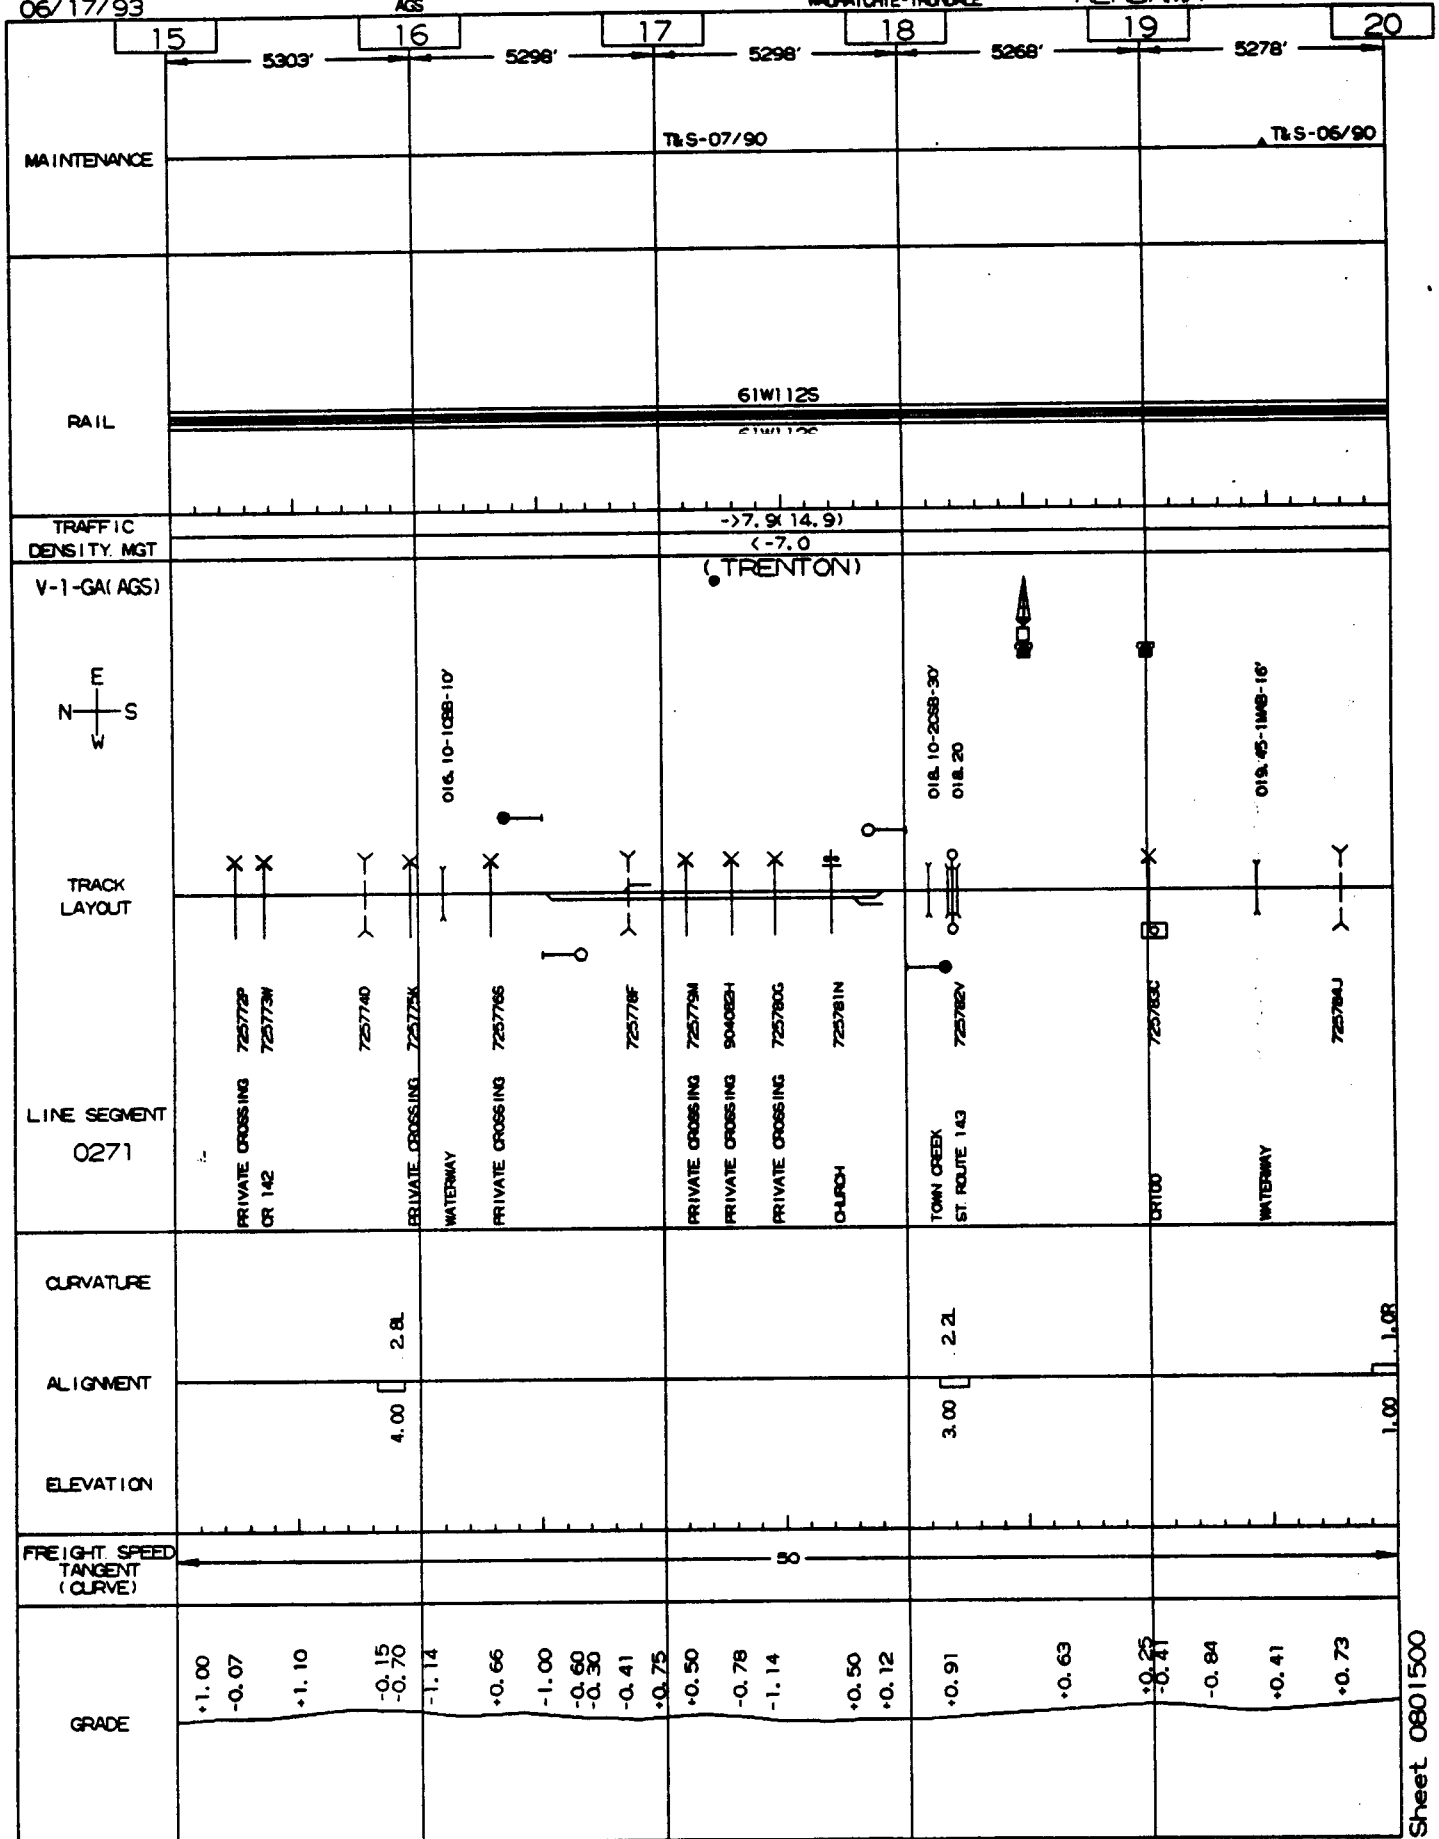 06/17/93
AGS
15 16 17 18 19 20
5303' 5298' 5298' 5268' 5278'
T&S-07/90
T&S-06/90
MAINTENANCE
61W112S
RAIL
61W112S
TRAFFIC
DENSITY. MGT
->7.9(14.9)
<-7.0
(TRENTON)
V-1-GA(AGS)
E
N S
W
016.10-1CBB-10'
018.10-2CSB-30'
018.20
TRACK
LAYOUT
725772P
725773W
725774D
725775K
725776S
725778F
725779M
904082H
725780G
725781N
725782V
725783C
725784J
LINE SEGMENT
0271
PRIVATE CROSSING
CR 142
PRIVATE CROSSING
WATERWAY
PRIVATE CROSSING
PRIVATE CROSSING
PRIVATE CROSSING
PRIVATE CROSSING
CHURCH
TOWN CREEK
ST. ROUTE 143
CR100
WATERWAY
CURVATURE
2.8L
2.2L
1.0R
ALIGNMENT
4.00
3.00
1.00
ELEVATION
FREIGHT. SPEED
TANGENT
(CURVE)
50
GRADE
+1.00
-0.07
+1.10
-0.15
-0.70
-1.14
+0.66
-1.00
-0.60
-0.30
-0.41
+0.75
+0.50
-0.78
-1.14
+0.50
+0.12
+0.91
+0.63
+0.25
-0.41
-0.84
+0.41
+0.73
Sheet 0801500